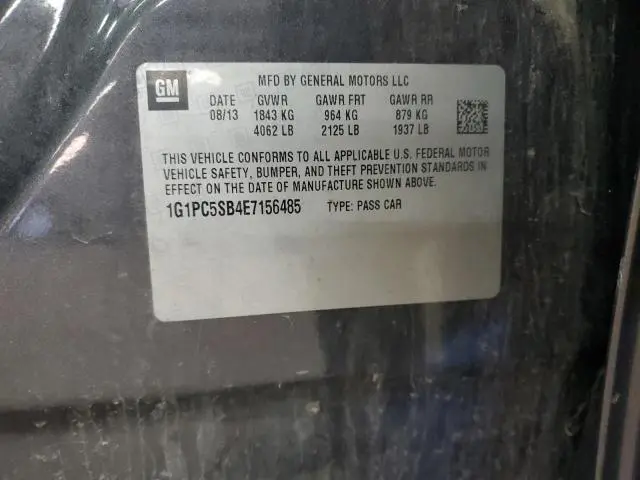 GM
MFD BY GENERAL MOTORS LLC
DATE GVWR GAWR FRT GAWR RR
08/13 1843 KG 964 KG 879 KG
4062 LB 2125 LB 1937 LB
THIS VEHICLE CONFORMS TO ALL APPLICABLE U.S. FEDERAL MOTOR
VEHICLE SAFETY, BUMPER, AND THEFT PREVENTION STANDARDS IN
EFFECT ON THE DATE OF MANUFACTURE SHOWN ABOVE.
1G1PC5SB4E7156485 TYPE: PASS CAR